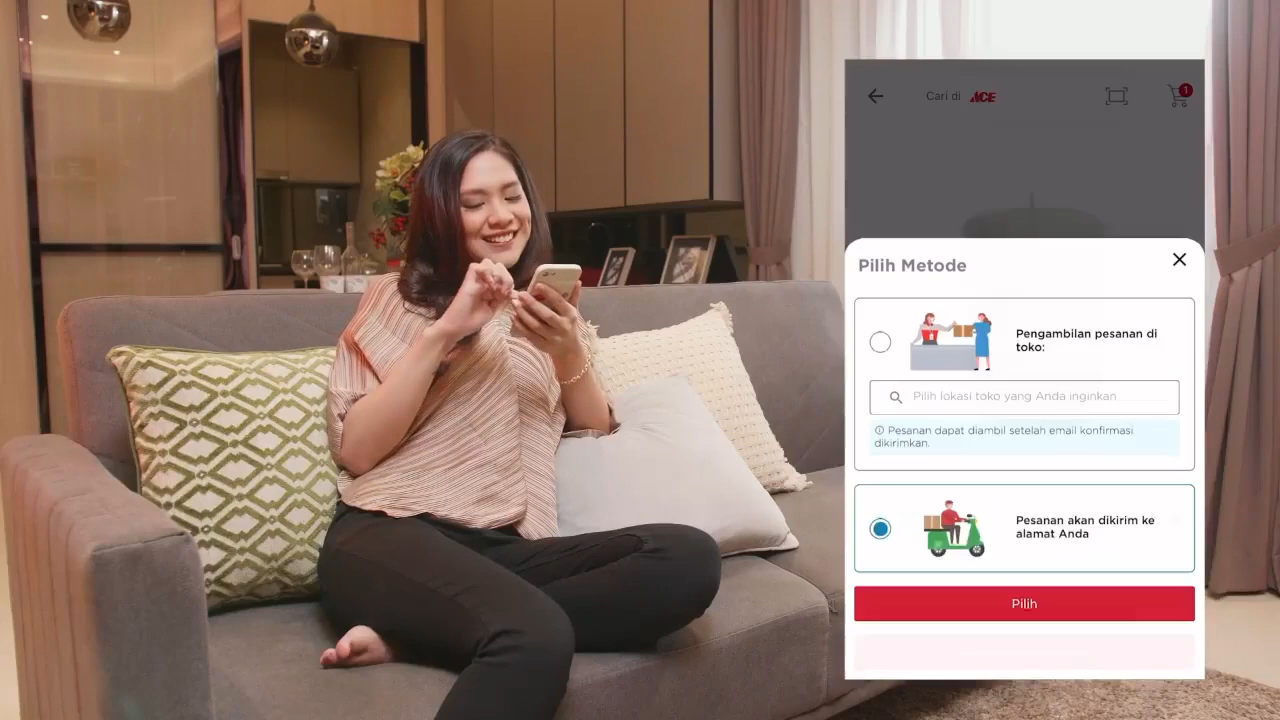 Cari di ACE
1
Pilih Metode
Pengambilan pesanan di
toko:
Pilih lokasi toko yang Anda inginkan
Pesanan dapat diambil setelah email konfirmasi
dikirimkan.
Pesanan akan dikirim ke
alamat Anda
Pilih